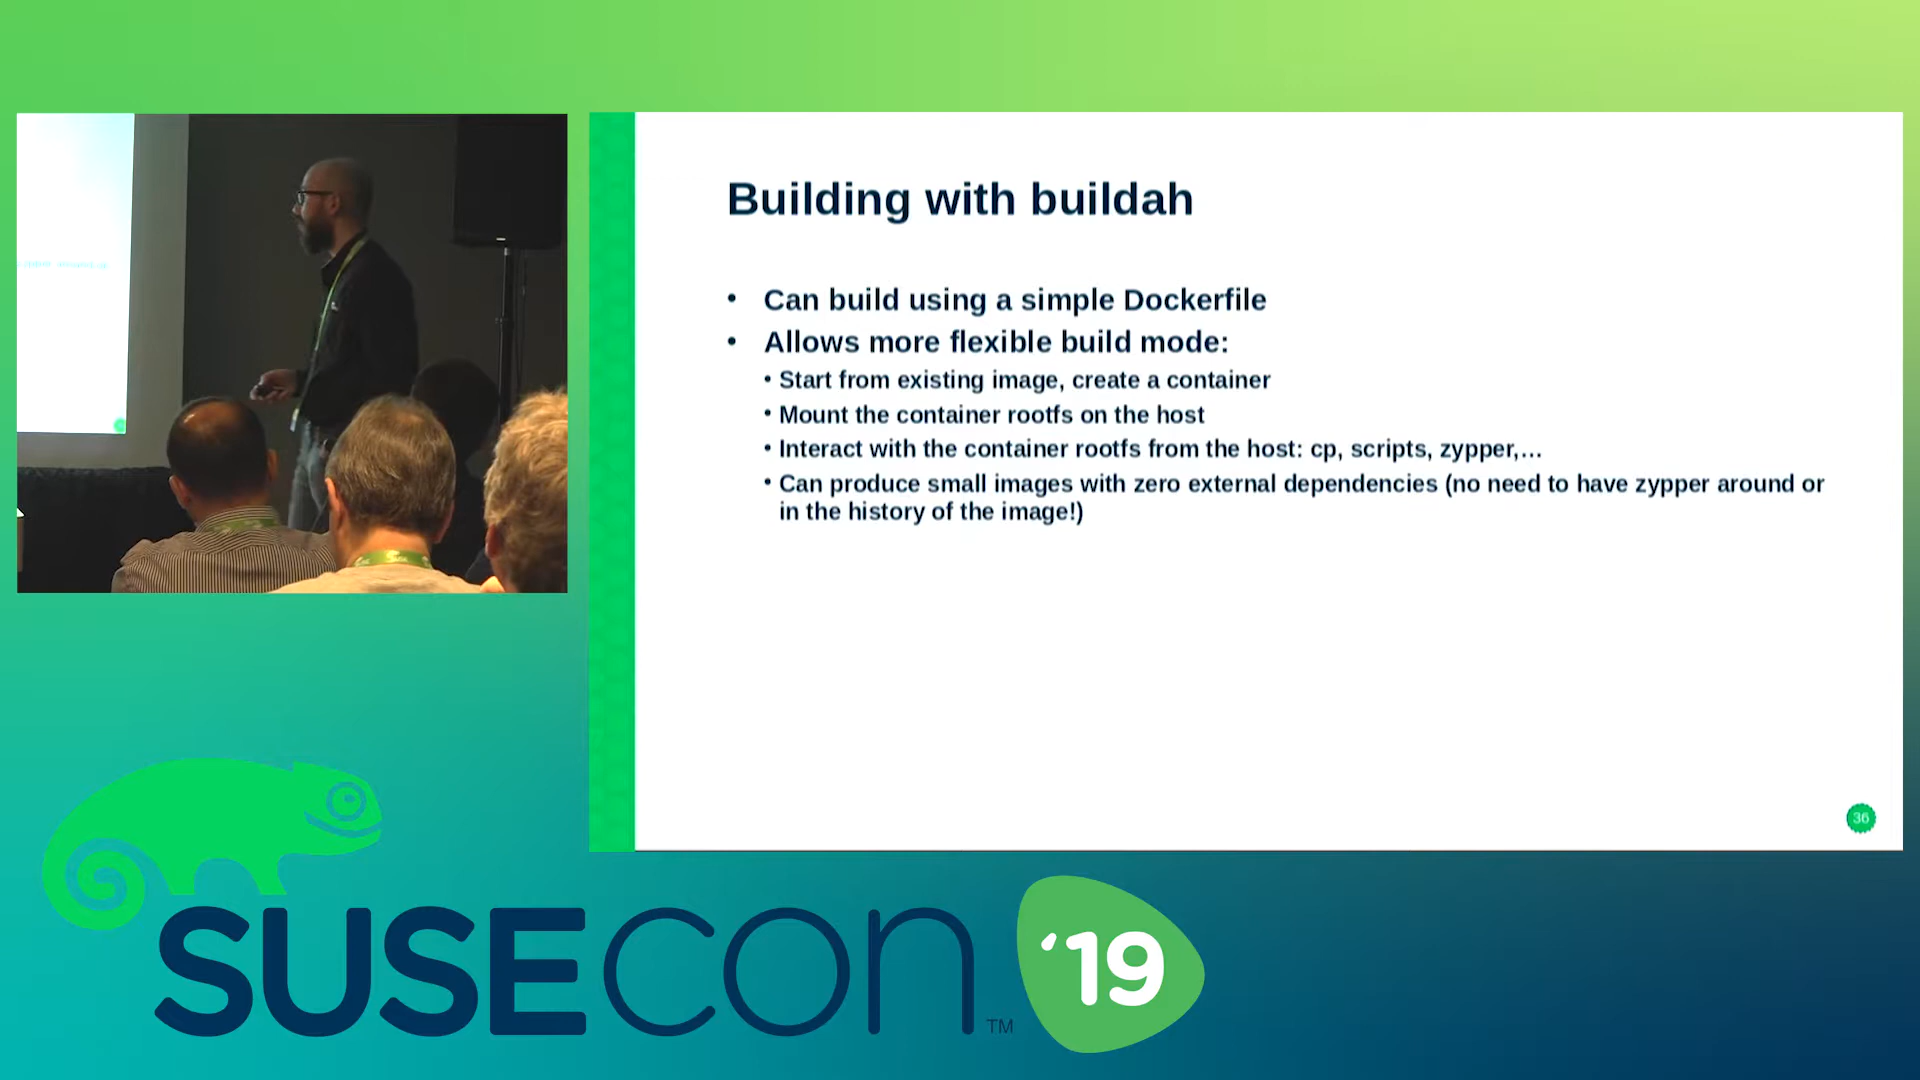 Building with buildah
• Can build using a simple Dockerfile
• Allows more flexible build mode:
• Start from existing image, create a container
• Mount the container rootfs on the host
• Interact with the container rootfs from the host: cp, scripts, zypper,...
• Can produce small images with zero external dependencies (no need to have zypper around or
in the history of the image!)
36
SUSECON TM '19